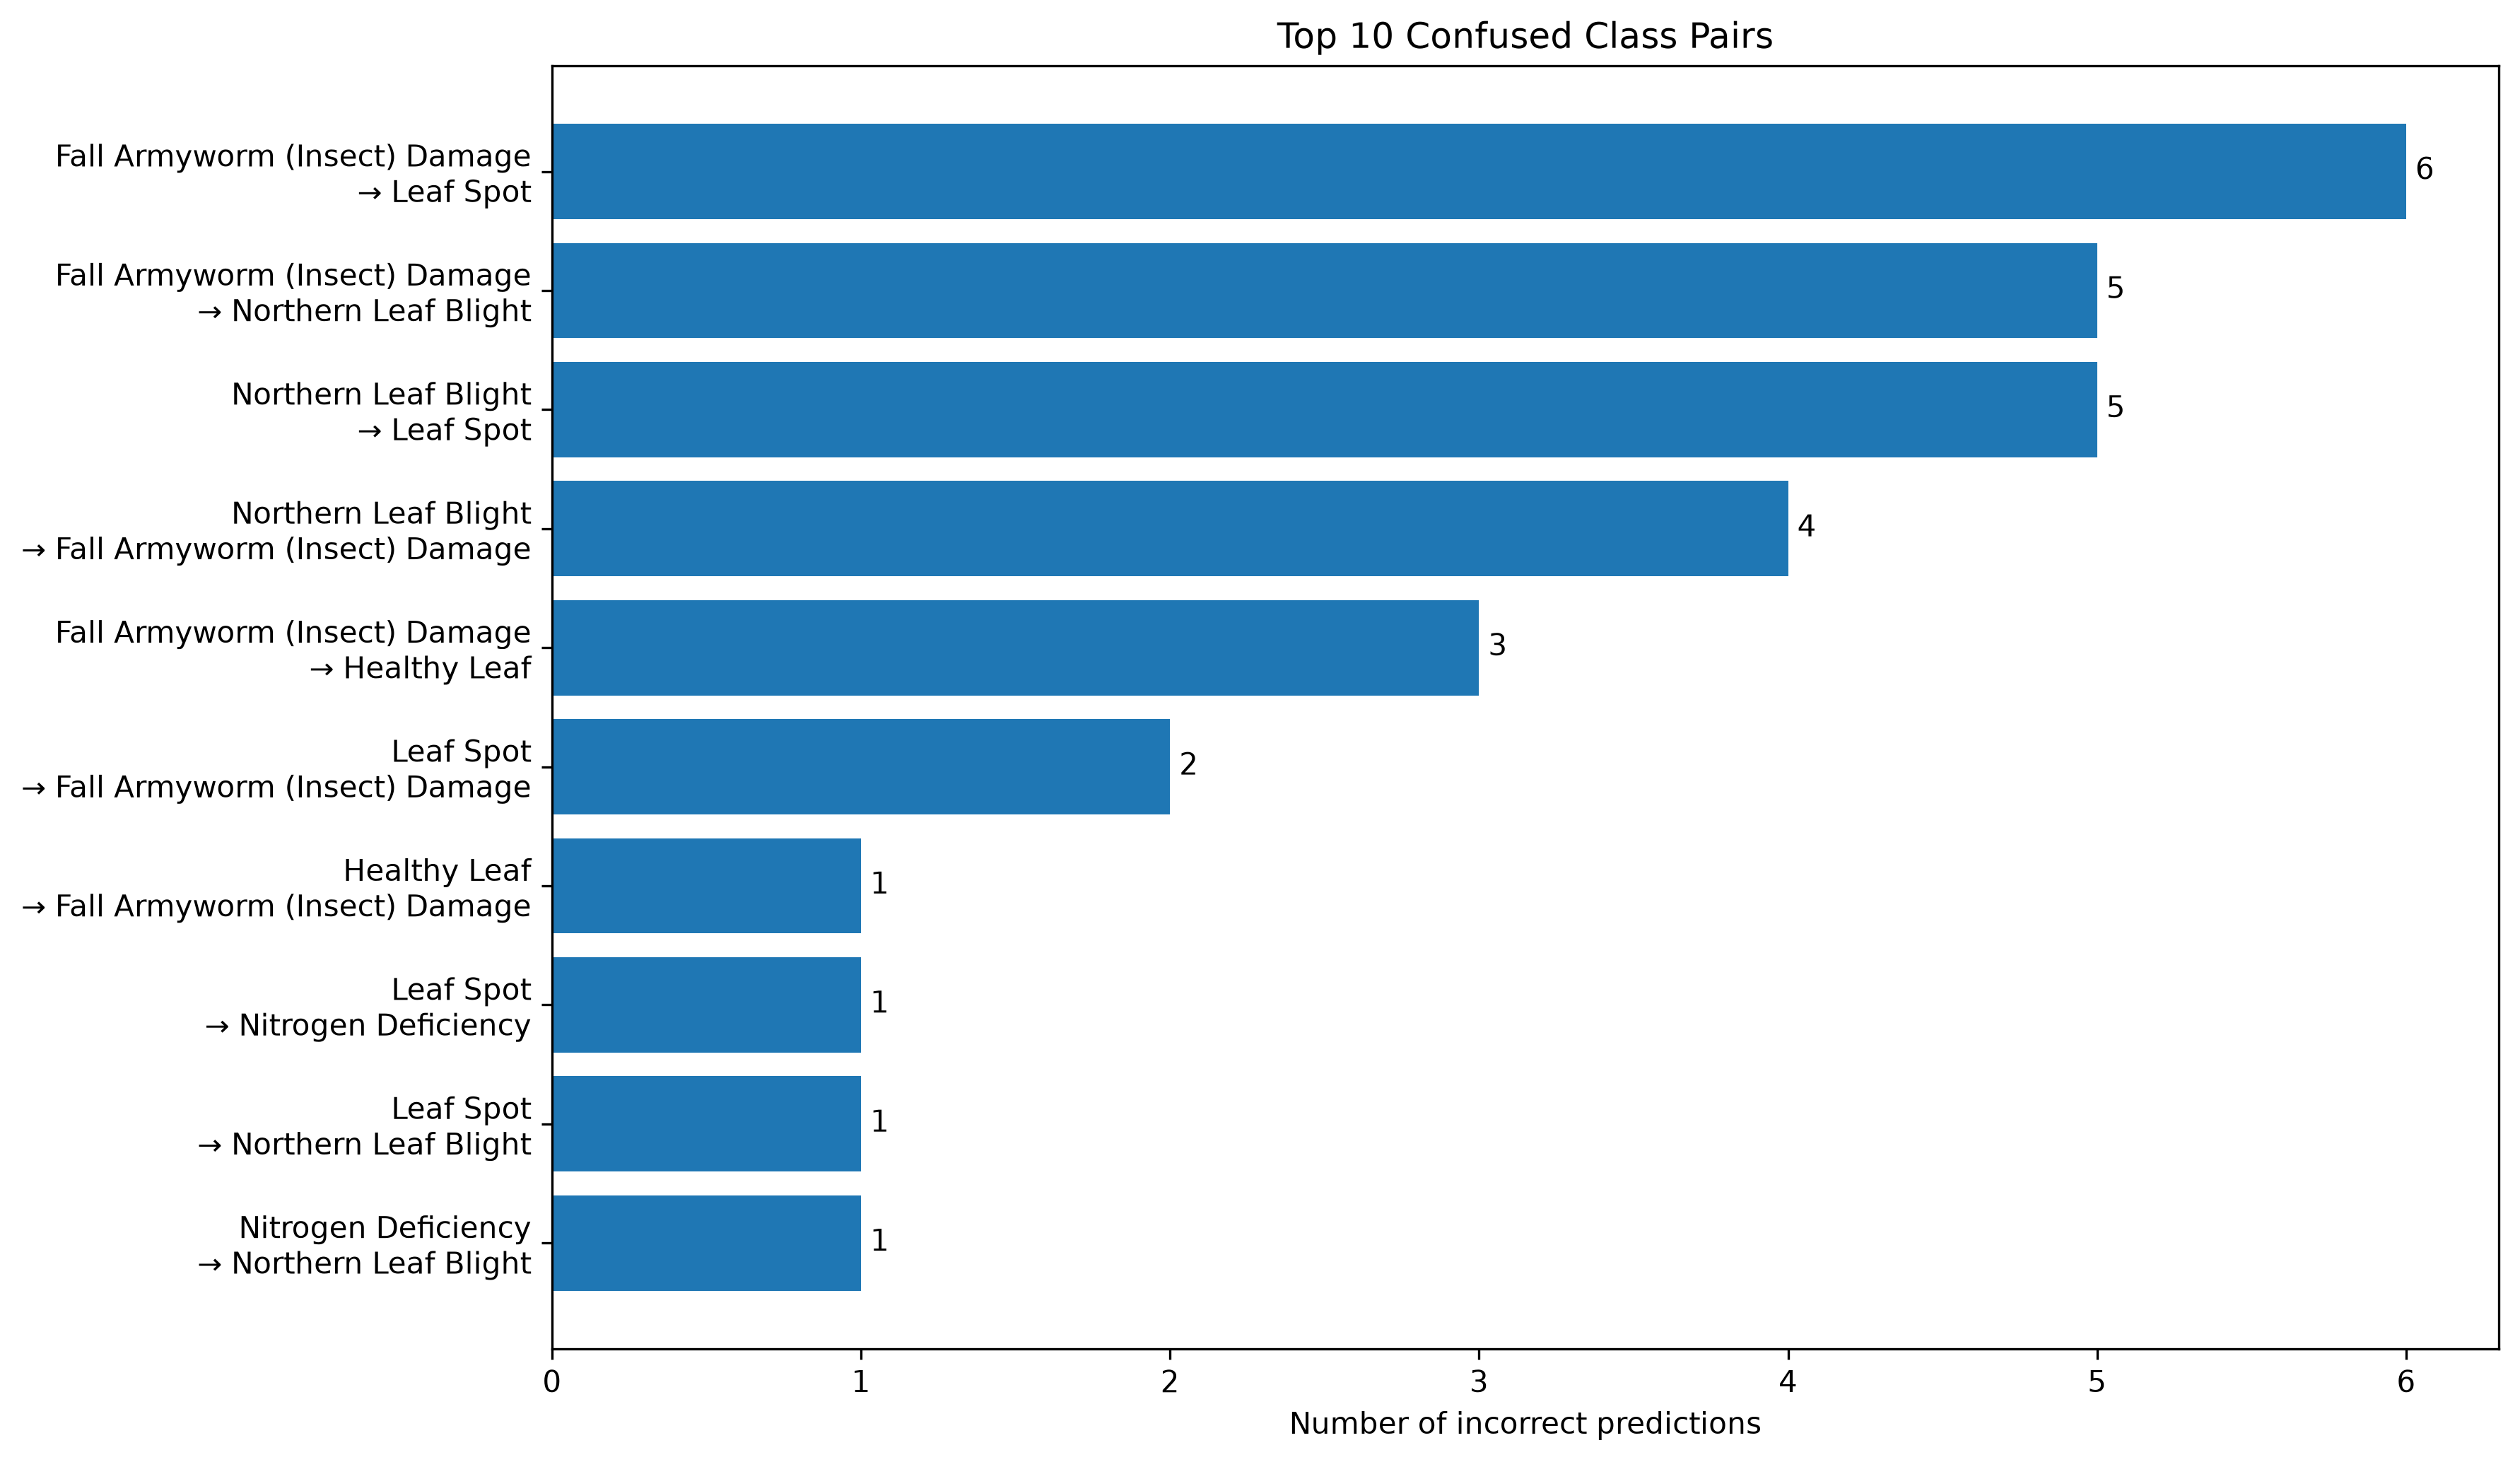 Top 10 Confused Class Pairs
Fall Armyworm (Insect) Damage
→ Leaf Spot
6
Fall Armyworm (Insect) Damage
→ Northern Leaf Blight
5
Northern Leaf Blight
→ Leaf Spot
5
Northern Leaf Blight
→ Fall Armyworm (Insect) Damage
4
Fall Armyworm (Insect) Damage
→ Healthy Leaf
3
Leaf Spot
→ Fall Armyworm (Insect) Damage
2
Healthy Leaf
→ Fall Armyworm (Insect) Damage
1
Leaf Spot
→ Nitrogen Deficiency
1
Leaf Spot
→ Northern Leaf Blight
1
Nitrogen Deficiency
→ Northern Leaf Blight
1
0 1 2 3 4 5 6
Number of incorrect predictions